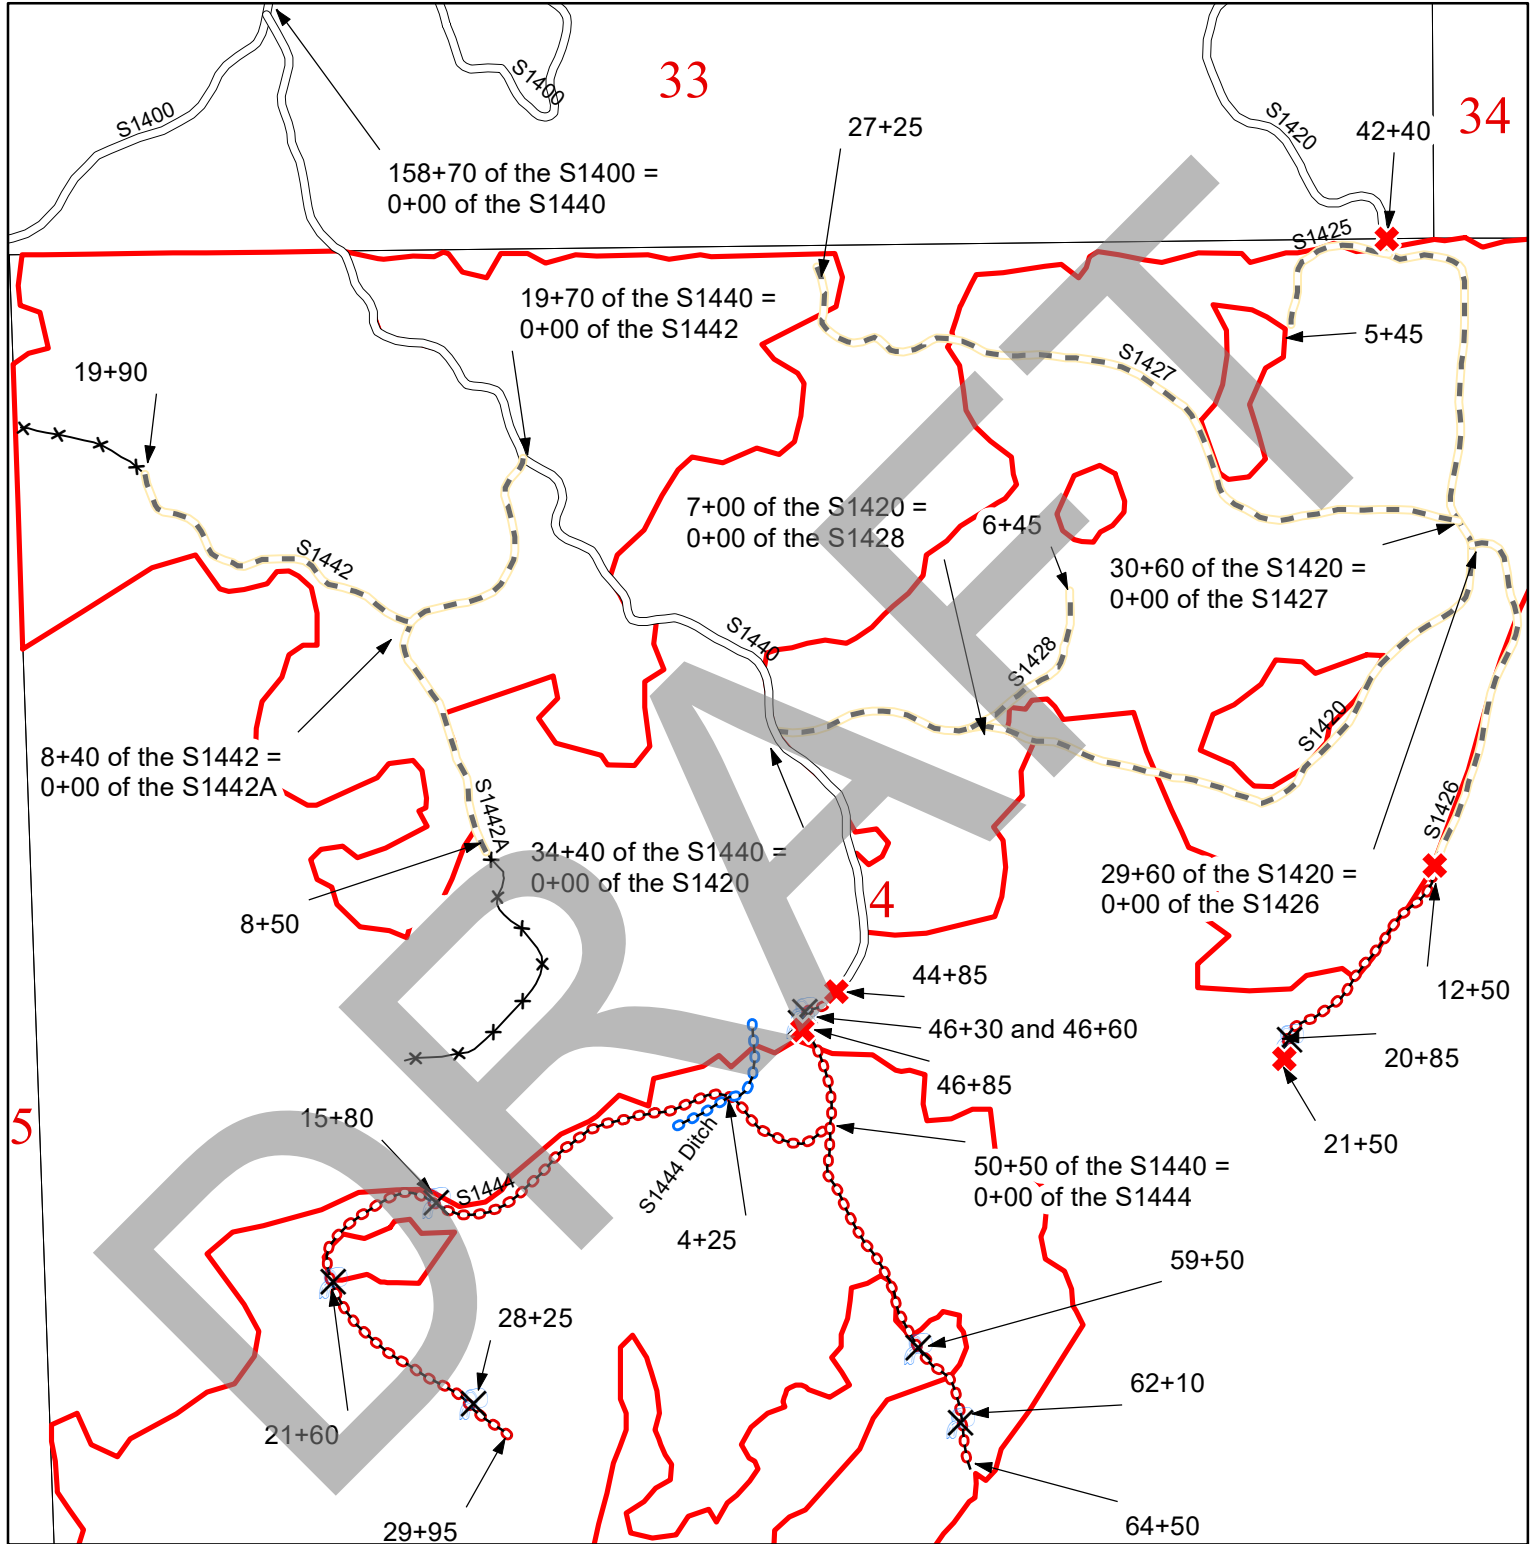 S1400
S1400
33
S1420
42+40
34
27+25
158+70 of the S1400 =
0+00 of the S1440
S1425
19+70 of the S1440 =
0+00 of the S1442
5+45
S1427
19+90
7+00 of the S1420 =
0+00 of the S1428
6+45
30+60 of the S1420 =
0+00 of the S1427
S1442
S1440
S1428
S1420
8+40 of the S1442 =
0+00 of the S1442A
S1442A
S1426
34+40 of the S1440 =
0+00 of the S1420
29+60 of the S1420 =
0+00 of the S1426
8+50
4
44+85
12+50
46+30 and 46+60
20+85
46+85
5
15+80
21+50
S1444 Ditch
50+50 of the S1440 =
0+00 of the S1444
S1444
4+25
59+50
28+25
62+10
21+60
29+95
64+50
DRAFT